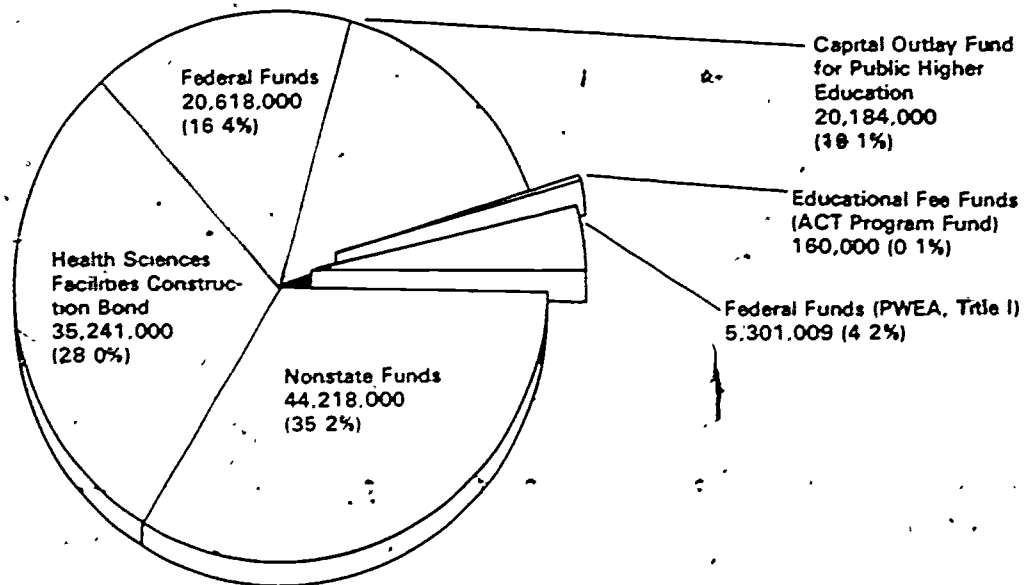 Federal Funds
20,618,000
(16 4%)
Capital Outlay Fund
for Public Higher
Education
20,184,000
Educational Fee Funds
(ACT Program Fund)
160,000 (0 1%)
Health Sciences
Facilities Construc-
tion Bond
35,241,000
(28 0%)
Federal Funds (PWEA, Title I)
5,301,009 (4 2%)
Nonstate Funds
44,218,000
(35 2%)